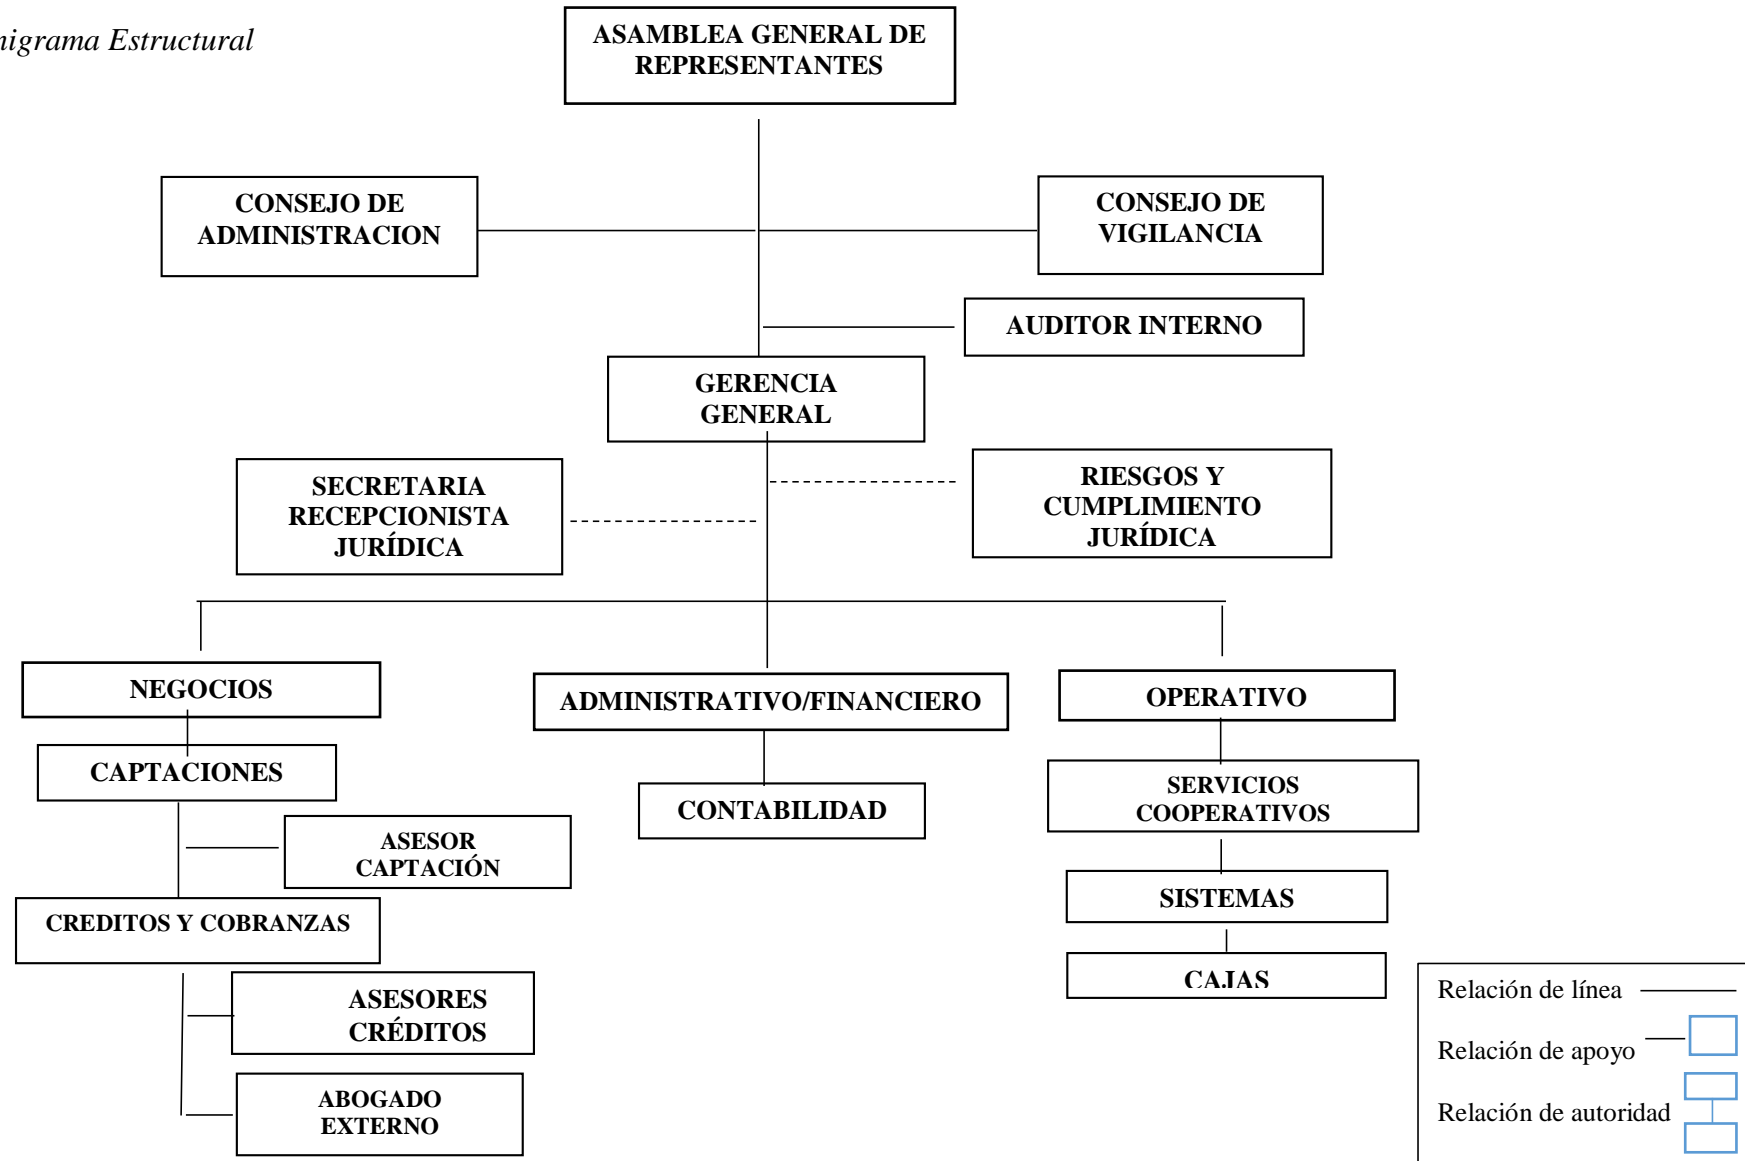 nigrama Estructural
ASAMBLEA GENERAL DE
REPRESENTANTES
CONSEJO DE
ADMINISTRACION
CONSEJO DE
VIGILANCIA
AUDITOR INTERNO
GERENCIA
GENERAL
SECRETARIA
RECEPCIONISTA
JURÍDICA
RIESGOS Y
CUMPLIMIENTO
JURÍDICA
NEGOCIOS
CAPTACIONES
ASESOR
CAPTACIÓN
CREDITOS Y COBRANZAS
ASESORES
CRÉDITOS
ABOGADO
EXTERNO
ADMINISTRATIVO/FINANCIERO
CONTABILIDAD
OPERATIVO
SERVICIOS
COOPERATIVOS
SISTEMAS
CAJAS
Relación de línea
Relación de apoyo
Relación de autoridad